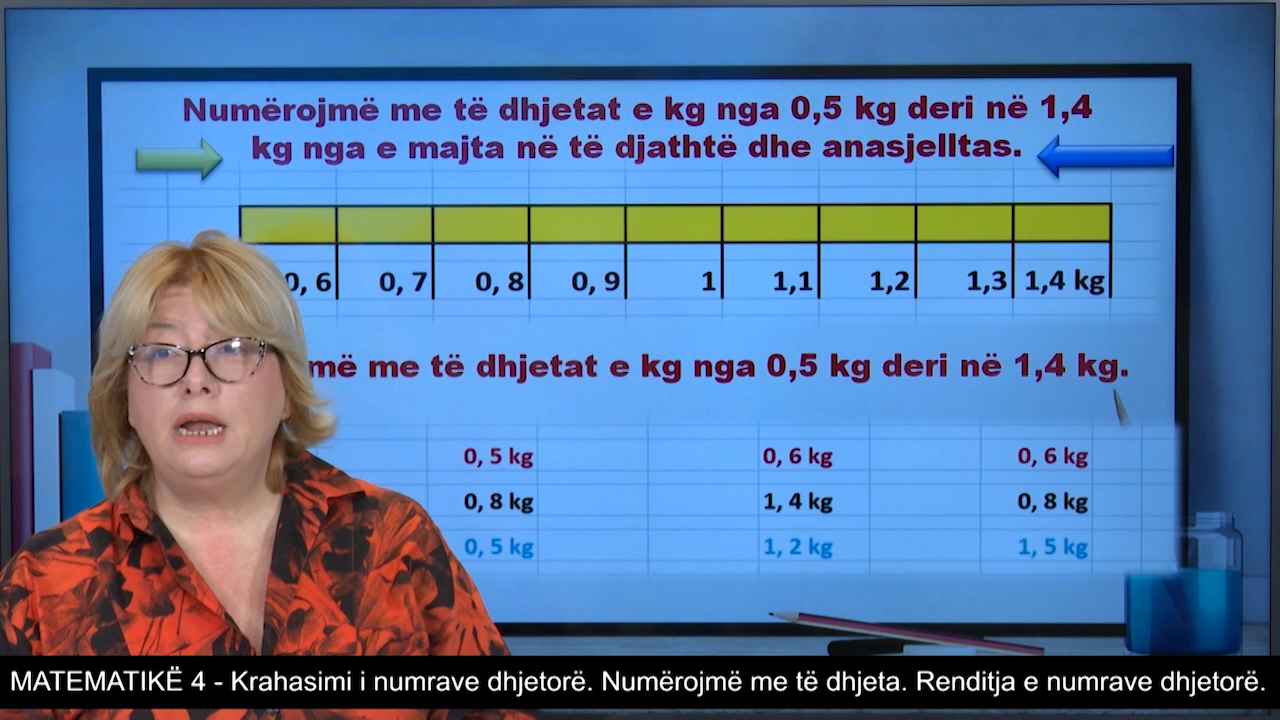 Numërojmë me të dhjetat e kg nga 0,5 kg deri në 1,4
kg nga e majta në të djathtë dhe anasjelltas.
0, 6 0, 7 0, 8 0, 9 1 1,1 1,2 1,3 1,4 kg
me të dhjetat e kg nga 0,5 kg deri në 1,4 kg.
0, 5 kg 0, 6 kg 0, 6 kg
0, 8 kg 1, 4 kg 0, 8 kg
0, 5 kg 1, 2 kg 1, 5 kg
MATEMATIKË 4 - Krahasimi i numrave dhjetorë. Numërojmë me të dhjeta. Renditja e numrave dhjetorë.